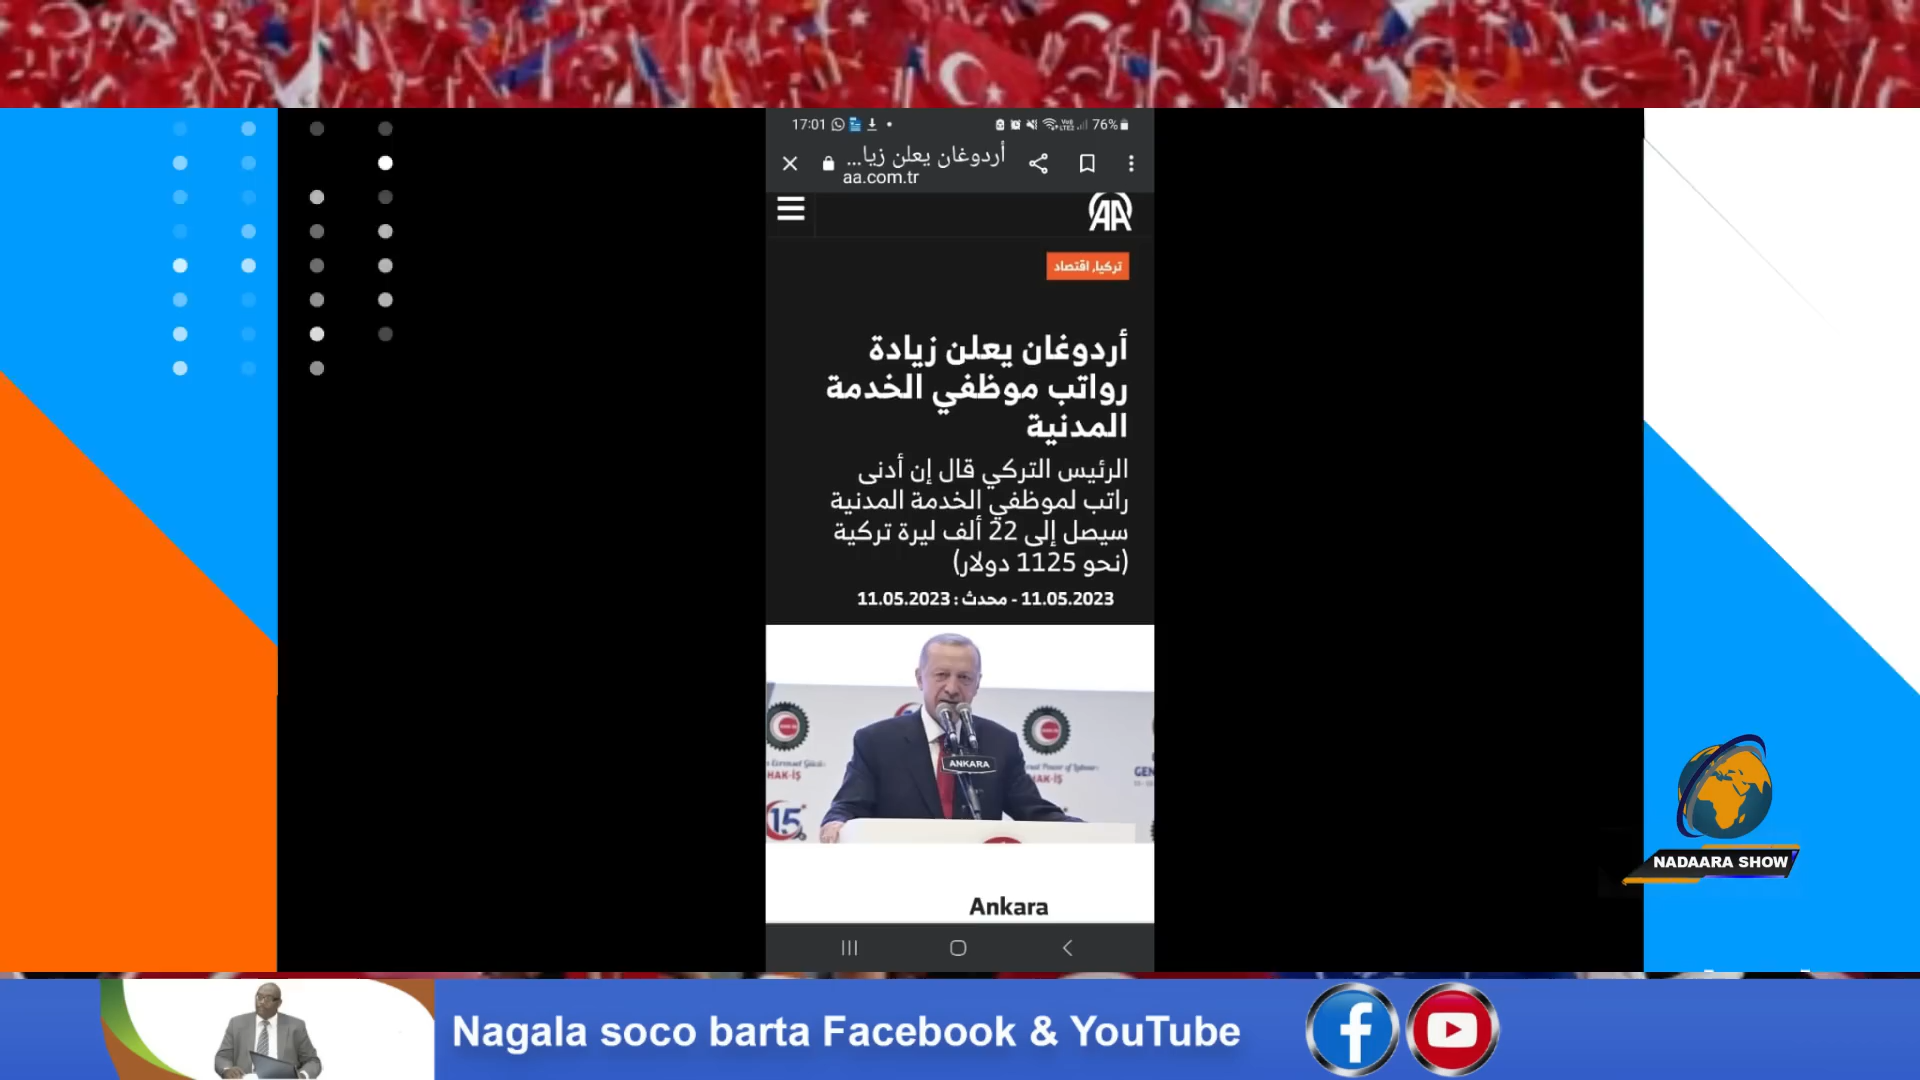 17:01
76%
أردوغان يعلن زيا...
aa.com.tr
AA
تركيا, اقتصاد
أردوغان يعلن زيادة
رواتب موظفي الخدمة
المدنية
الرئيس التركي قال إن أدنى
راتب لموظفي الخدمة المدنية
سيصل إلى 22 ألف ليرة تركية
(نحو 1125 دولار)
11.05.2023 - محدث : 11.05.2023
HAK-İŞ
HAK-İŞ
ANKARA
15
GEN
Ankara
NADAARA SHOW
Nagala soco barta Facebook & YouTube